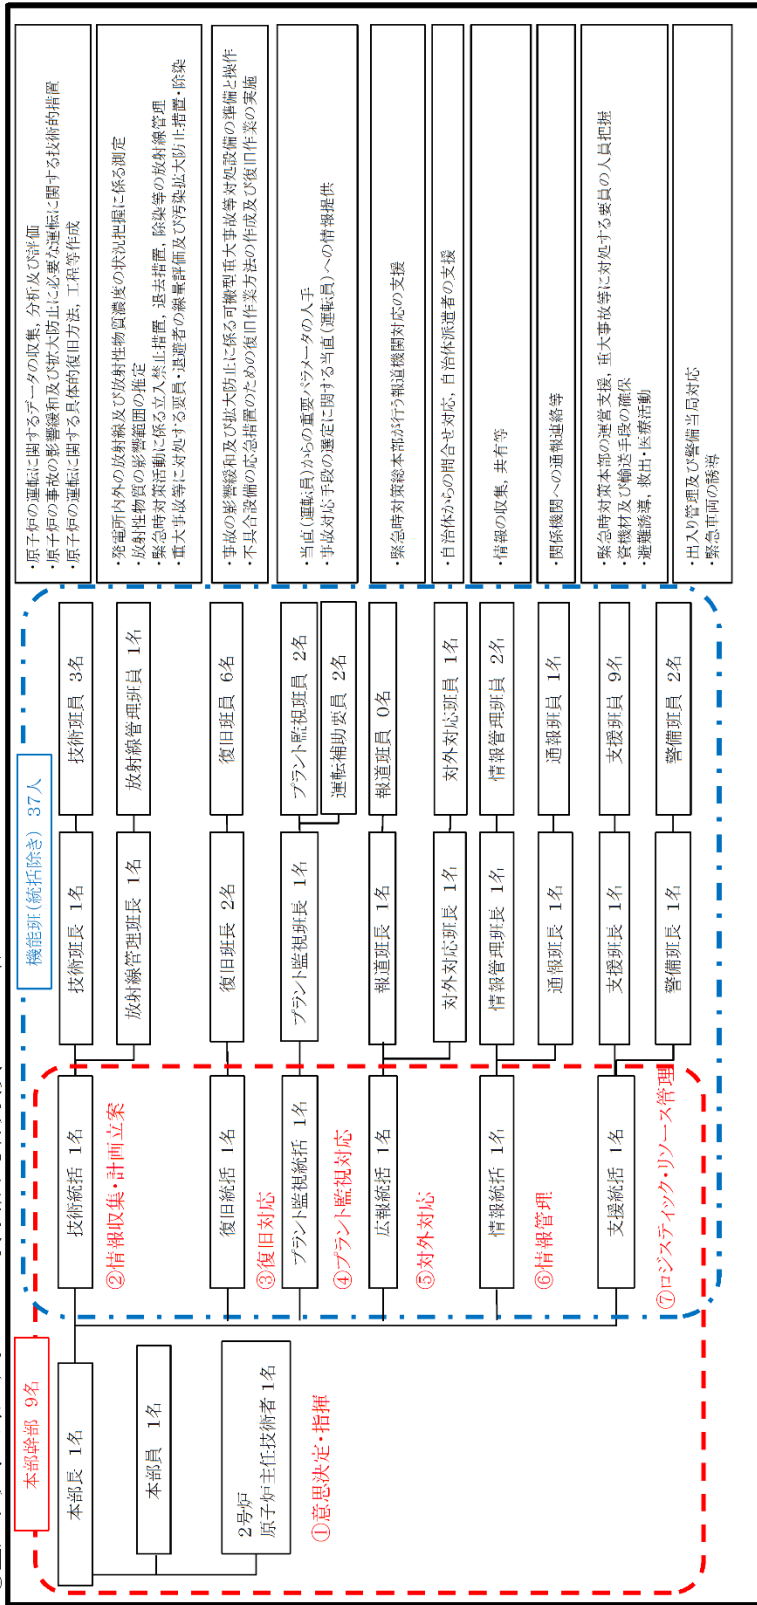 本部幹部 9名
機能班(統括除き) 37人
本部長 1名
本部員 1名
2号炉
原子炉主任技術者 1名
①意思決定・指揮
技術統括 1名
②情報収集・計画立案
復旧統括 1名
③復旧対応
プラント監視統括 1名
④プラント監視対応
広報統括 1名
⑤対外対応
情報統括 1名
⑥情報管理
支援統括 1名
⑦ロジスティック・リソース管理
技術班長 1名
技術班員 3名
・原子炉の運転に関するデータの収集, 分析及び評価
・原子炉の事故の影響緩和及び拡大防止に必要な運転に関する技術的措置
・原子炉の運転に関する具体的復旧方法, 工程等作成
放射線管理班長 1名
放射線管理班員 1名
・発電所内外の放射線及び放射性物質濃度の状況把握に係る測定
・放射性物質の影響範囲の推定
・緊急時対策活動に係る立入禁止措置, 退去措置, 除染等の放射線管理
・重大事故等に対処する要員・退避者の線量評価及び汚染拡大防止措置・除染
復旧班長 2名
復旧班員 6名
・事故の影響緩和及び拡大防止に係る可搬型重大事故等対処設備の準備と操作
・不具合設備の応急措置のための復旧作業方法の作成及び復旧作業の実施
プラント監視班長 1名
プラント監視班員 2名
運転補助要員 2名
・当直(運転員)からの重要パラメータの入手
・事故対応手段の選定に関する当直(運転員)への情報提供
報道班長 1名
報道班員 0名
・緊急時対策総本部が行う報道機関対応の支援
対外対応班長 1名
対外対応班員 1名
・自治体からの問合せ対応, 自治体派遣者の支援
情報管理班長 1名
情報管理班員 2名
・情報の収集, 共有等
通報班長 1名
通報班員 1名
・関係機関への通報連絡等
支援班長 1名
支援班員 9名
・緊急時対策本部の運営支援, 重大事故等に対処する要員の人員把握
・資機材及び輸送手段の確保
・避難誘導, 救出・医療活動
警備班長 1名
警備班員 2名
・出入り管理及び警備当局対応
・緊急車両の誘導